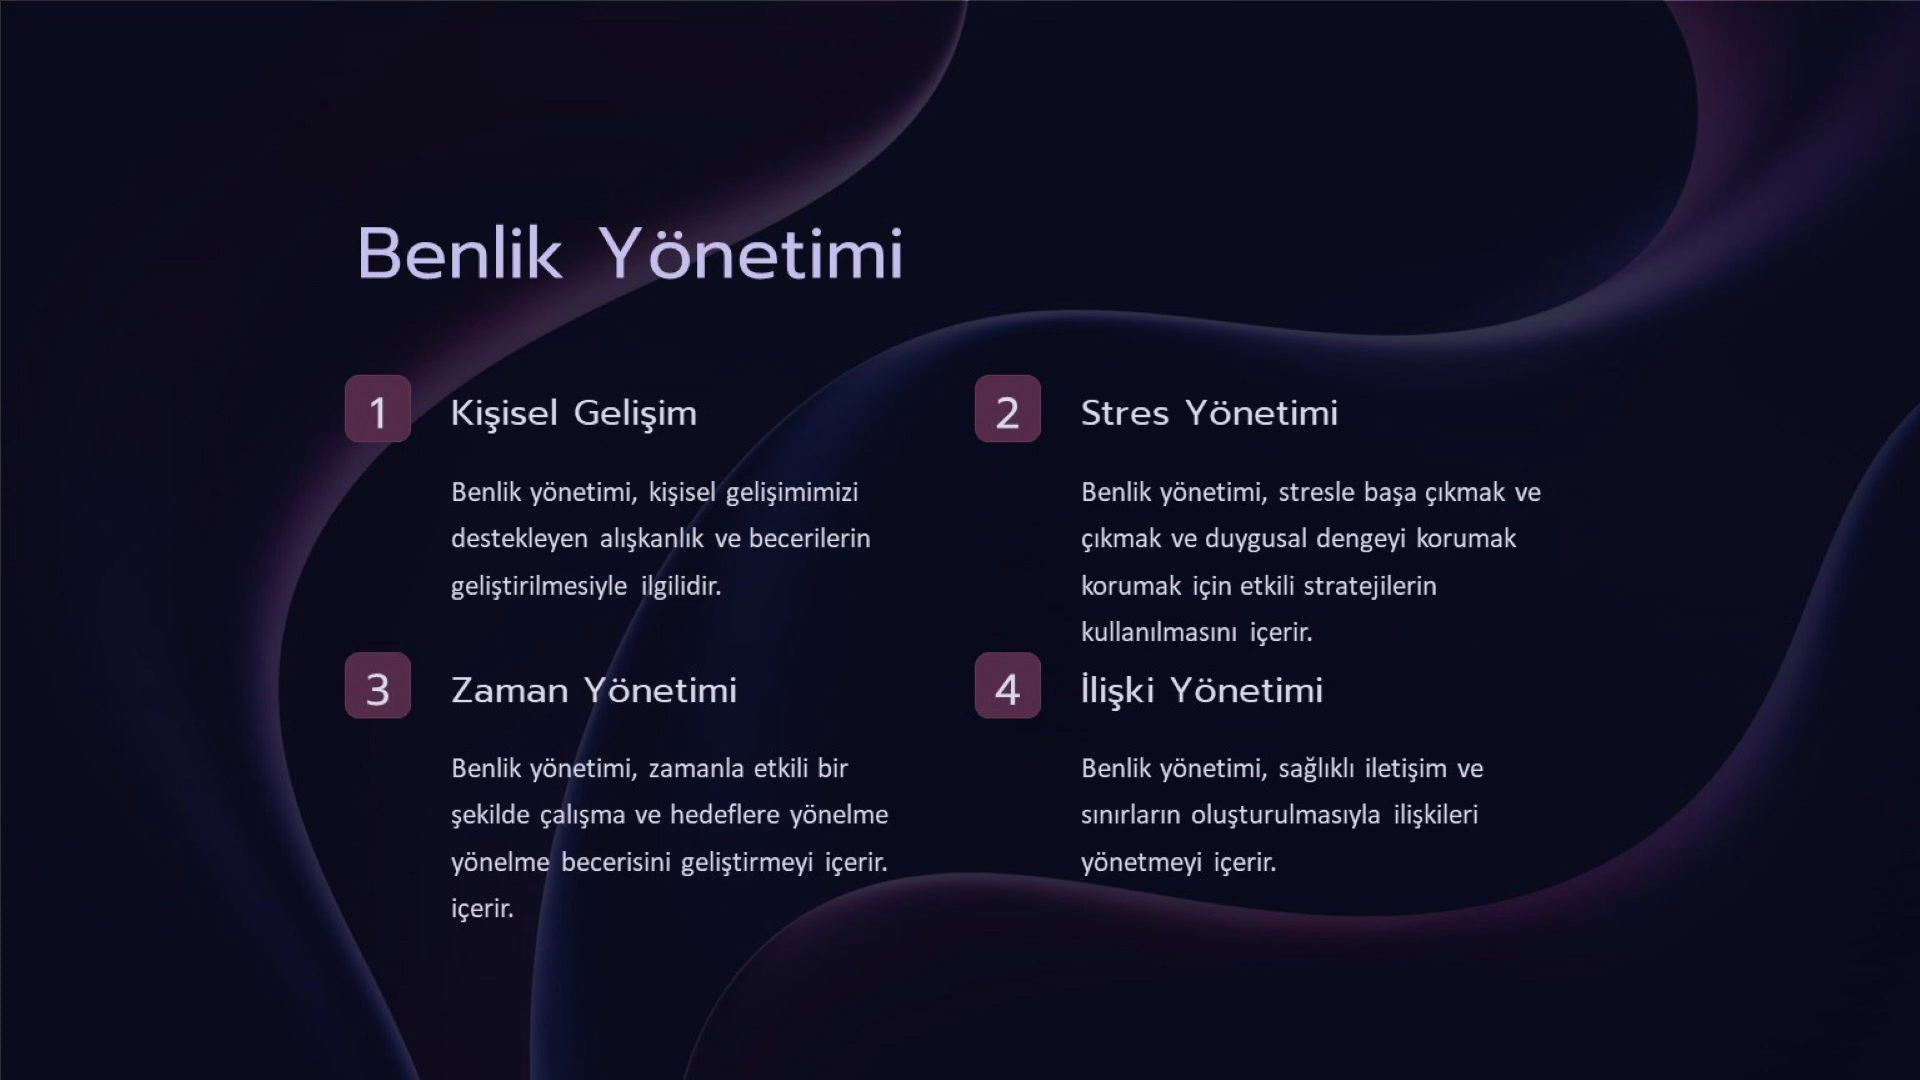 Benlik Yönetimi
1
Kişisel Gelişim
Benlik yönetimi, kişisel gelişimimizi
destekleyen alışkanlık ve becerilerin
geliştirilmesiyle ilgilidir.
2
Stres Yönetimi
Benlik yönetimi, stresle başa çıkmak ve
çıkmak ve duygusal dengeyi korumak
korumak için etkili stratejilerin
kullanılmasını içerir.
3
Zaman Yönetimi
Benlik yönetimi, zamanla etkili bir
şekilde çalışma ve hedeflere yönelme
yönelme becerisini geliştirmeyi içerir.
içerir.
4
İlişki Yönetimi
Benlik yönetimi, sağlıklı iletişim ve
sınırların oluşturulmasıyla ilişkileri
yönetmeyi içerir.